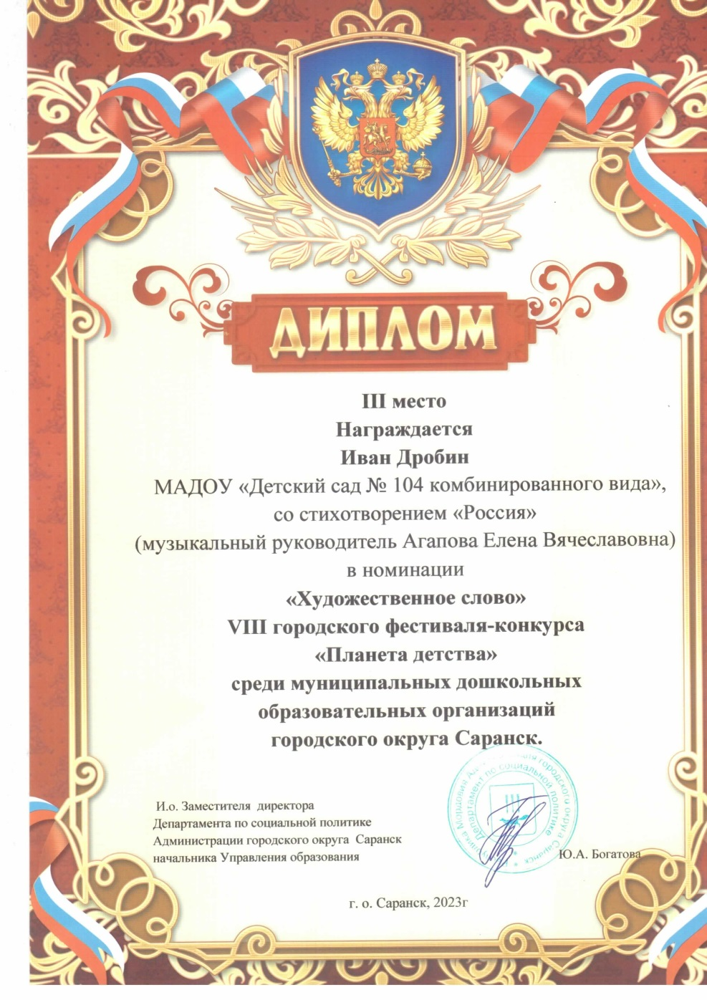 ДИПЛОМ
III место
Награждается
Иван Дробин
МАДОУ «Детский сад № 104 комбинированного вида»,
со стихотворением «Россия»
(музыкальный руководитель Агапова Елена Вячеславовна)
в номинации
«Художественное слово»
VIII городского фестиваля-конкурса
«Планета детства»
среди муниципальных дошкольных
образовательных организаций
городского округа Саранск.
И.о. Заместителя директора
Департамента по социальной политике
Администрации городского округа Саранск
начальника Управления образования
Мордовия городского округа Саранск
Департамент по социальной политике
Ю.А. Богатова
г. о. Саранск, 2023г